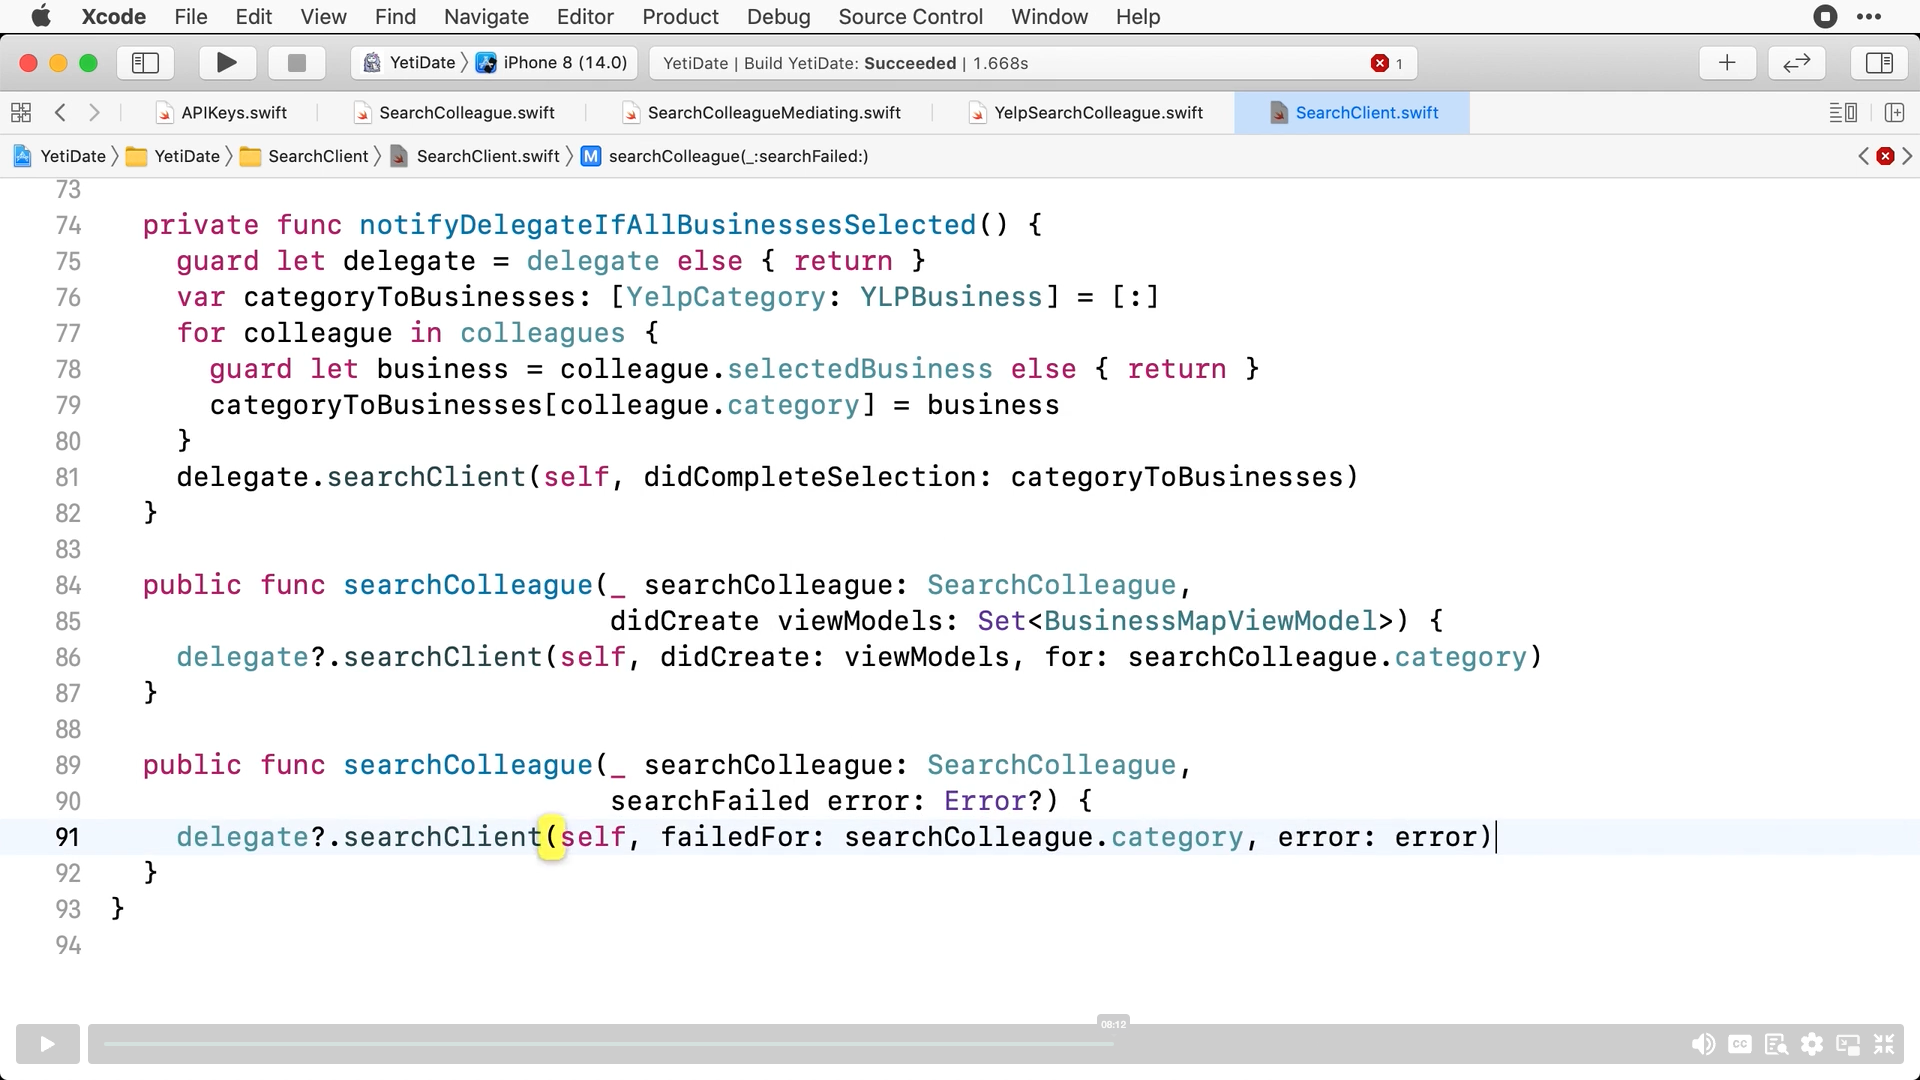 Xcode File Edit View Find Navigate Editor Product Debug Source Control Window Help
YetiDate iPhone 8 (14.0) YetiDate | Build YetiDate: Succeeded | 1.668s 1
APIKeys.swift SearchColleague.swift SearchColleagueMediating.swift YelpSearchColleague.swift SearchClient.swift
YetiDate YetiDate SearchClient SearchClient.swift M searchColleague(_:searchFailed:)
73
74 private func notifyDelegateIfAllBusinessesSelected() {
75 guard let delegate = delegate else { return }
76 var categoryToBusinesses: [YelpCategory: YLPBusiness] = [:]
77 for colleague in colleagues {
78 guard let business = colleague.selectedBusiness else { return }
79 categoryToBusinesses[colleague.category] = business
80 }
81 delegate.searchClient(self, didCompleteSelection: categoryToBusinesses)
82 }
83
84 public func searchColleague(_ searchColleague: SearchColleague,
85 didCreate viewModels: Set<BusinessMapViewModel>) {
86 delegate?.searchClient(self, didCreate: viewModels, for: searchColleague.category)
87 }
88
89 public func searchColleague(_ searchColleague: SearchColleague,
90 searchFailed error: Error?) {
91 delegate?.searchClient(self, failedFor: searchColleague.category, error: error)
92 }
93 }
94
08:12
CC